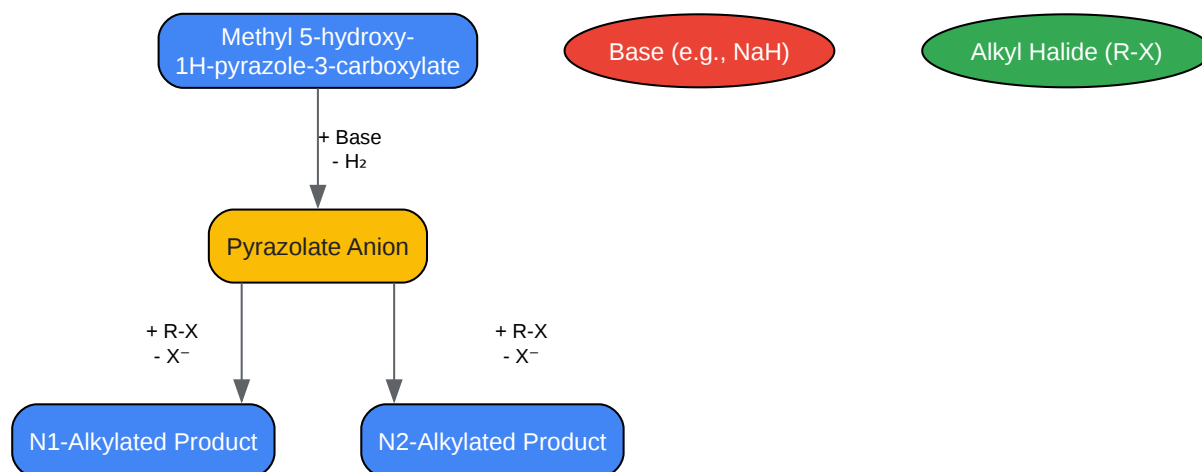 Methyl 5-hydroxy-
1H-pyrazole-3-carboxylate
Base (e.g., NaH)
Alkyl Halide (R-X)
+ Base
- H₂
Pyrazolate Anion
+ R-X
- X⁻
+ R-X
- X⁻
N1-Alkylated Product
N2-Alkylated Product